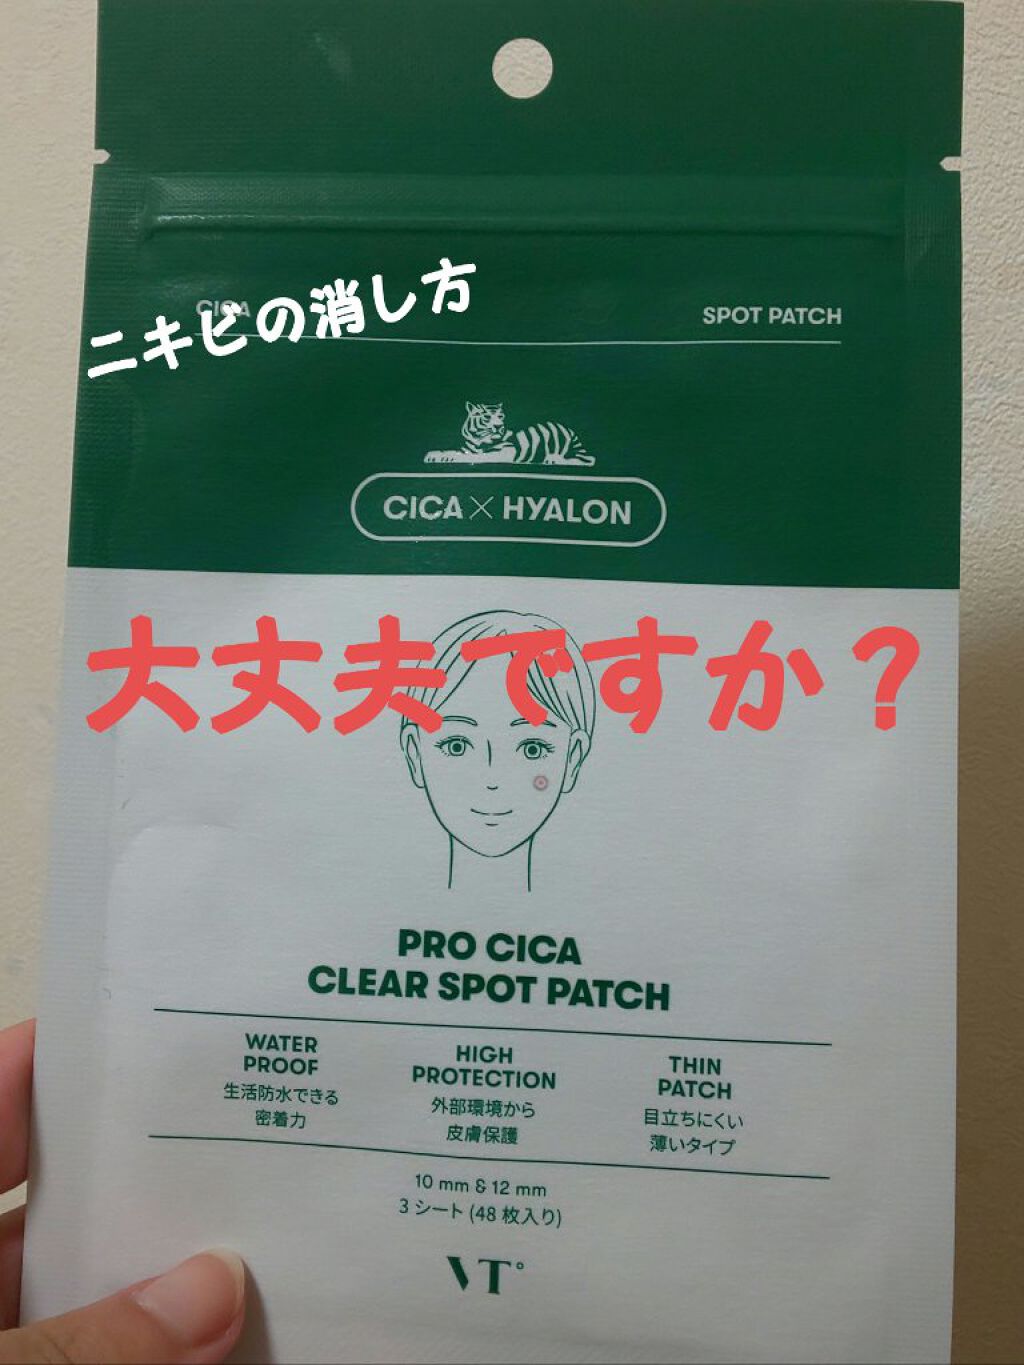 CICA
SPOT PATCH
ニキビの消し方
CICA×HYALON
大丈夫ですか？
PRO CICA
CLEAR SPOT PATCH
WATER
PROOF
生活防水できる
密着力
HIGH
PROTECTION
外部環境から
皮膚保護
THIN
PATCH
目立ちにくい
薄いタイプ
10 mm & 12 mm
3 シート (48 枚入り)
VT°